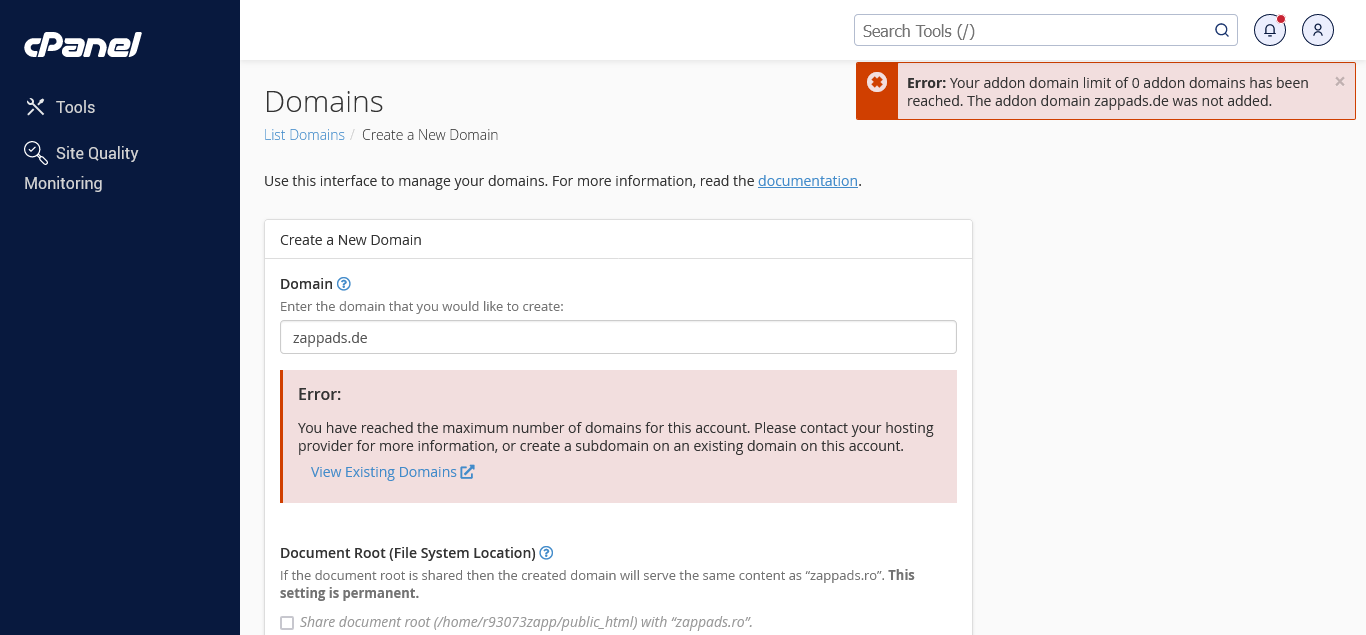 cPanel
Search Tools (/)
Tools
Site Quality
Monitoring
Error: Your addon domain limit of 0 addon domains has been
reached. The addon domain zappads.de was not added.
×
Domains
List Domains / Create a New Domain
Use this interface to manage your domains. For more information, read the documentation.
Create a New Domain
Domain ?
Enter the domain that you would like to create:
zappads.de
Error:
You have reached the maximum number of domains for this account. Please contact your hosting
provider for more information, or create a subdomain on an existing domain on this account.
View Existing Domains
Document Root (File System Location) ?
If the document root is shared then the created domain will serve the same content as “zappads.ro”. This
setting is permanent.
Share document root (/home/r93073zapp/public_html) with “zappads.ro”.